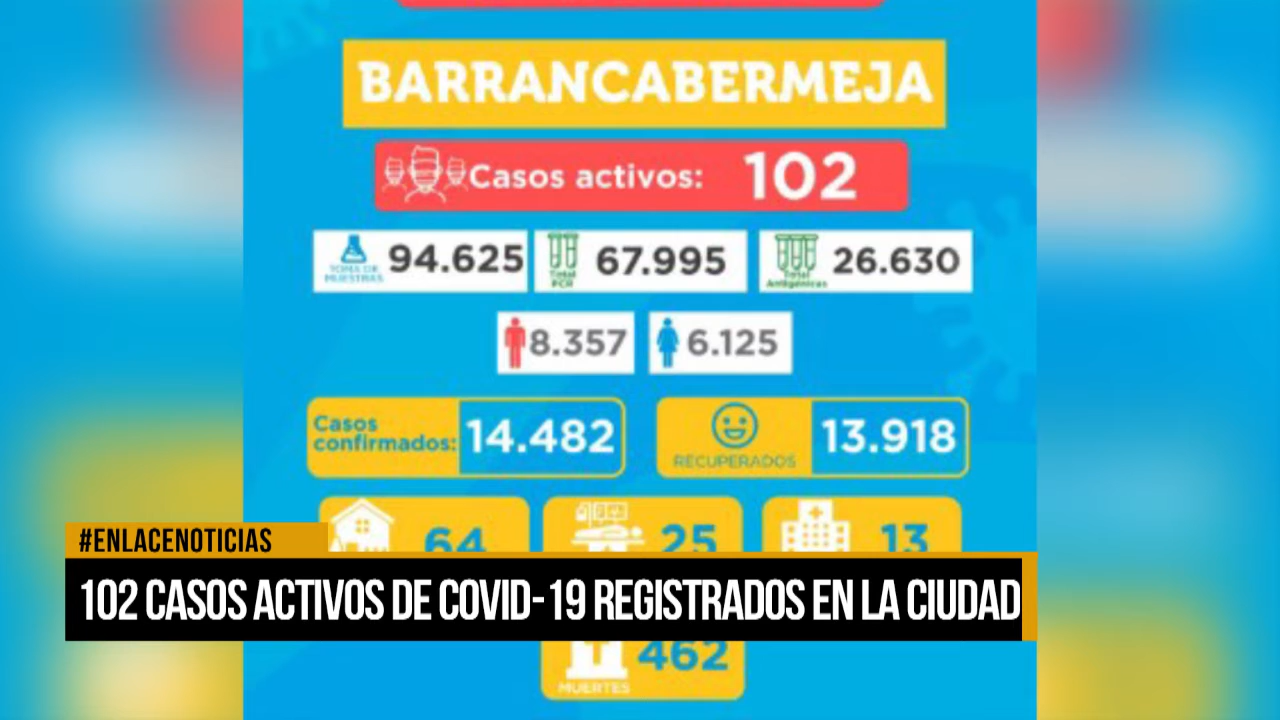 BARRANCABERMEJA
Casos activos: 102
TOMA DE
MUESTRAS
94.625
Total
PCR
67.995
Total
Antigénicas
26.630
8.357
6.125
Casos
confirmados:
14.482
RECUPERADOS
13.918
64
25
13
#ENLACENOTICIAS
102 CASOS ACTIVOS DE COVID-19 REGISTRADOS EN LA CIUDAD
MUERTES
462